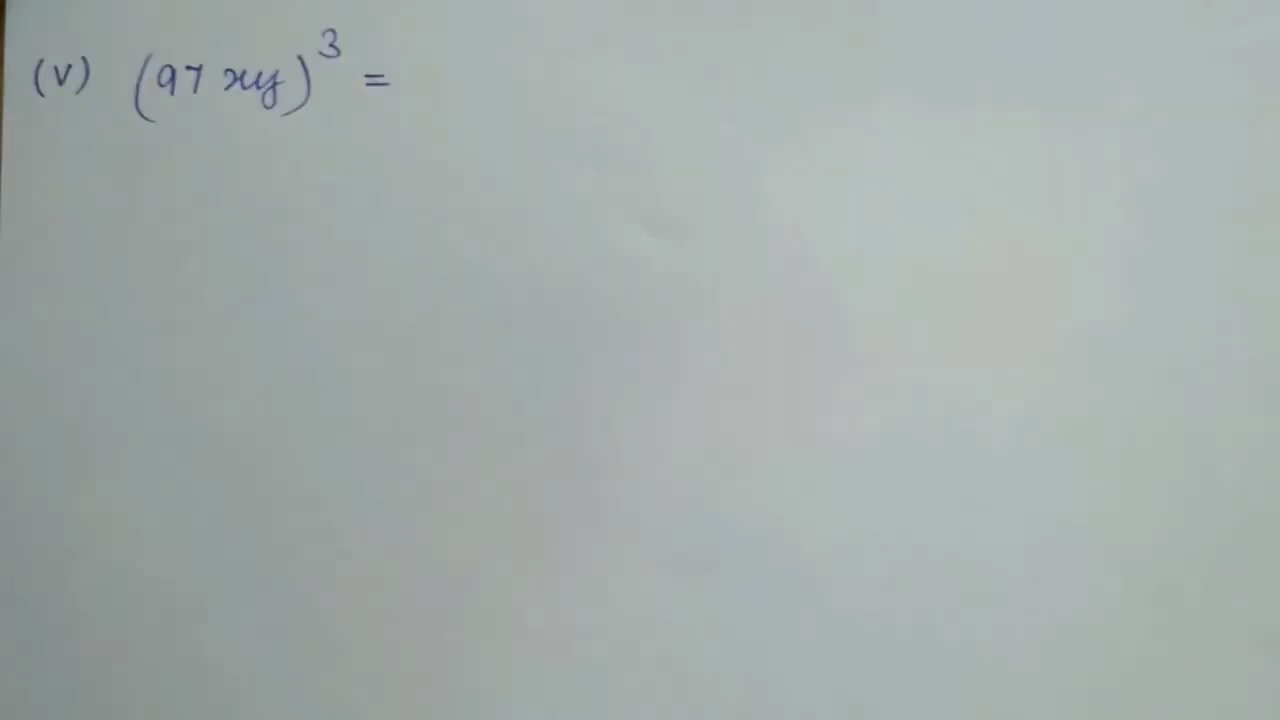 (v) (97 xy)³ =